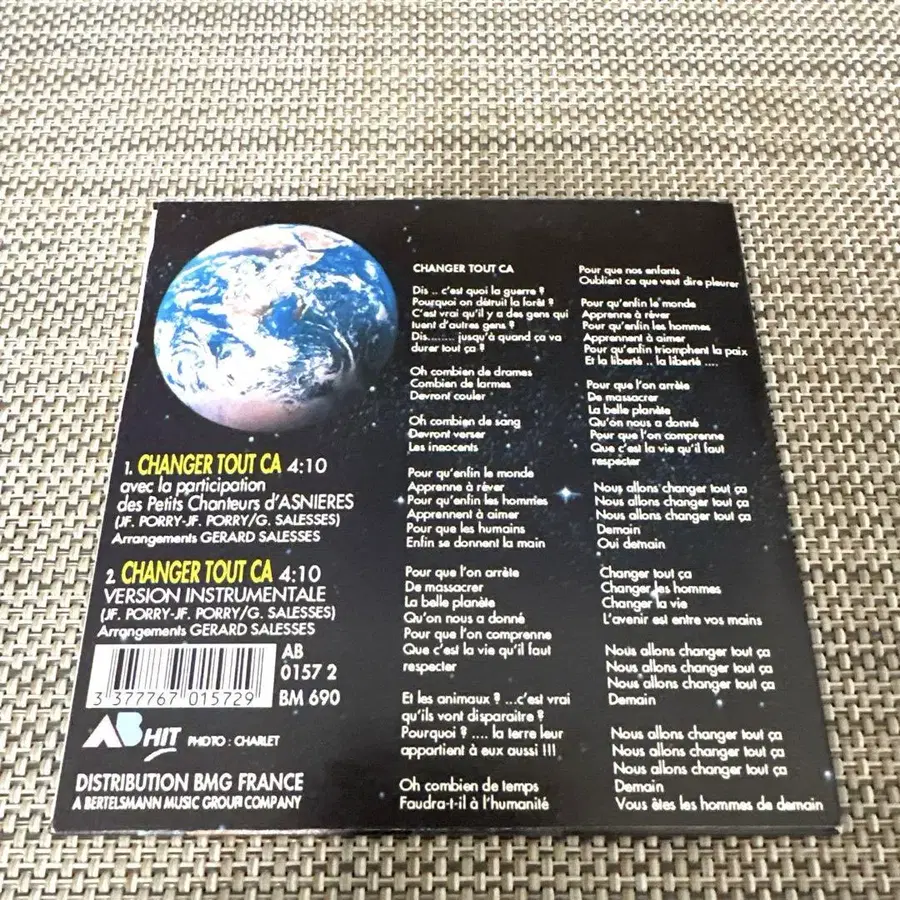 1. CHANGER TOUT CA 4:10
avec la participation
des Petits Chanteurs d'ASNIERES
(JF. PORRY-JF. PORRY/G. SALESSES)
Arrangements GERARD SALESSES
2. CHANGER TOUT CA 4:10
VERSION INSTRUMENTALE
(JF. PORRY-JF. PORRY/G. SALESSES)
Arrangements GERARD SALESSES
3 377767 015729
AB
0157 2
BM 690
AB HIT
PHOTO : CHARLET
DISTRIBUTION BMG FRANCE
A BERTELSMANN MUSIC GROUP COMPANY
CHANGER TOUT CA
Dis .. c'est quoi la guerre ?
Pourquoi on détruit la forêt ?
C'est vrai qu'il y a des gens qui
tuent d'autres gens ?
Dis........ jusqu'à quand ça va
durer tout ça ?
Oh combien de drames
Combien de larmes
Devront couler
Oh combien de sang
Devront verser
Les innocents
Pour qu'enfin le monde
Apprenne à rêver
Pour qu'enfin les hommes
Apprennent à aimer
Pour que les humains
Enfin se donnent la main
Pour que l'on arrète
De massacrer
La belle planète
Qu'on nous a donné
Pour que l'on comprenne
Que c'est la vie qu'il faut
respecter
Et les animaux ? ...c'est vrai
qu'ils vont disparaitre ?
Pourquoi ? .... la terre leur
appartient à eux aussi !!!
Oh combien de temps
Faudra-t-il à l'humanité
Pour que nos enfants
Oublient ce que veut dire pleurer
Pour qu'enfin le monde
Apprenne à rêver
Pour qu'enfin les hommes
Apprennent à aimer
Pour qu'enfin triomphent la paix
Et la liberté .. la liberté ....
Pour que l'on arrète
De massacrer
La belle planète
Qu'on nous a donné
Pour que l'on comprenne
Que c'est la vie qu'il faut
respecter
Nous allons changer tout ça
Nous allons changer tout ça
Nous allons changer tout ça
Demain
Oui demain
Changer tout ça
Changer les hommes
Changer la vie
L'avenir est entre vos mains
Nous allons changer tout ça
Nous allons changer tout ça
Nous allons changer tout ça
Demain
Nous allons changer tout ça
Nous allons changer tout ça
Nous allons changer tout ça
Demain
Vous êtes les hommes de demain